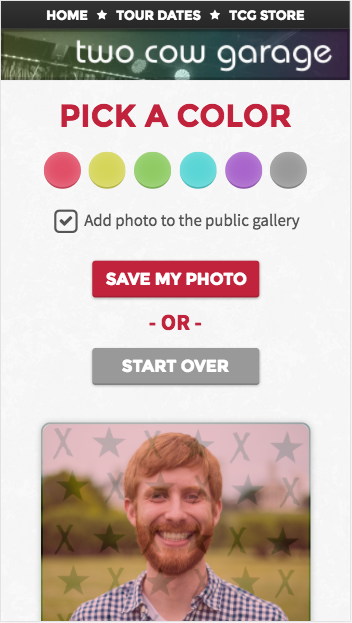 HOME ★ TOUR DATES ★ TCG STORE
two cow garage
PICK A COLOR
Add photo to the public gallery
SAVE MY PHOTO
- OR -
START OVER